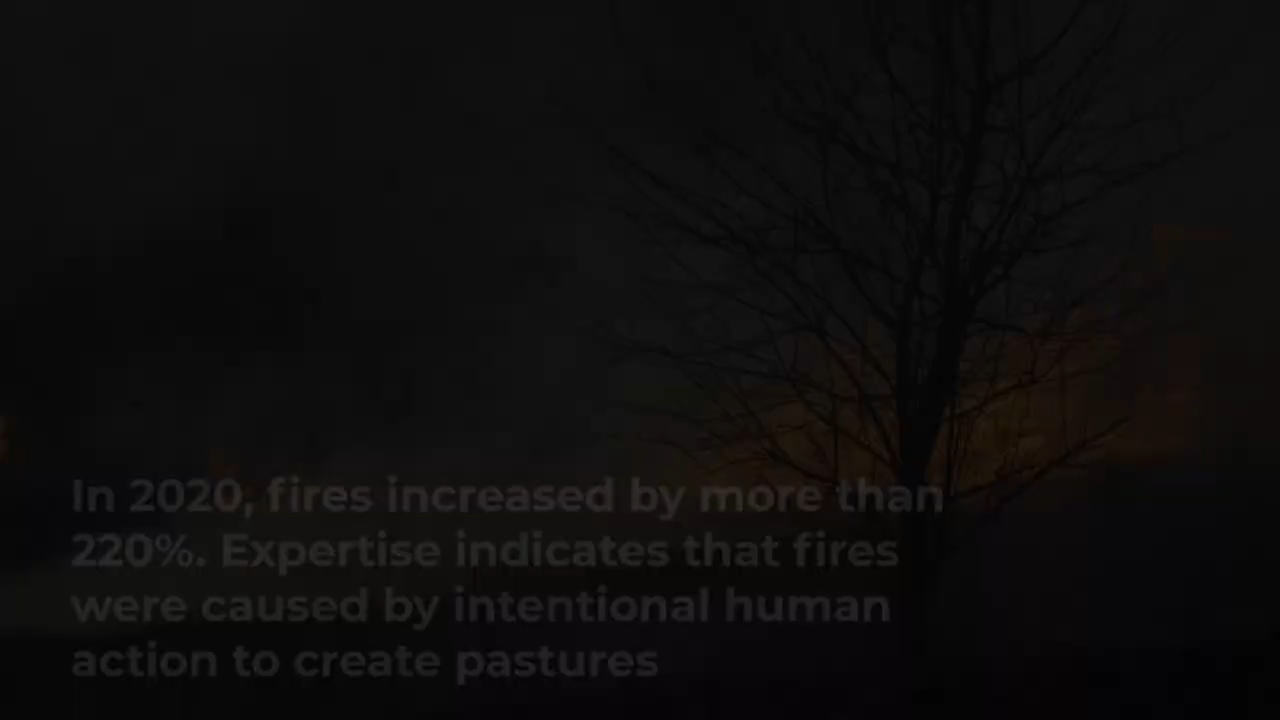 In 2020, fires increased by more than
220%. Expertise indicates that fires
were caused by intentional human
action to create pastures